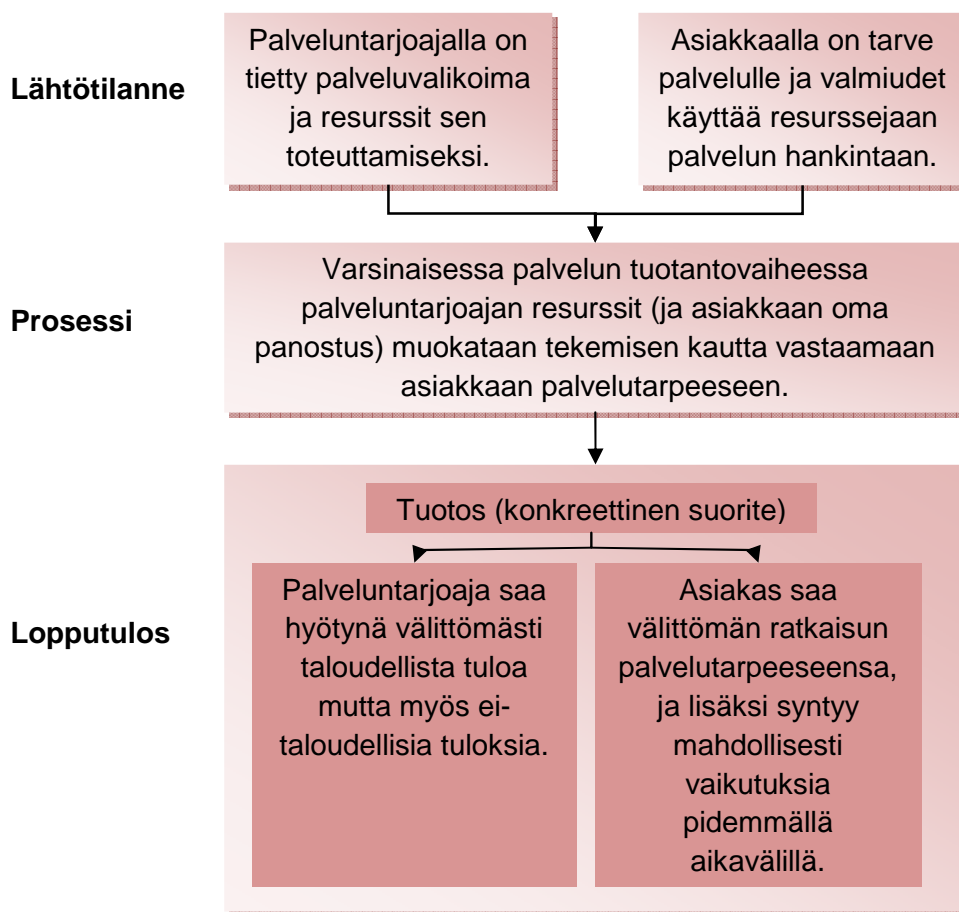 Lähtötilanne
Palveluntarjoajalla on
tietty palveluvalikoima
ja resurssit sen
toteuttamiseksi.
Asiakkaalla on tarve
palvelulle ja valmiudet
käyttää resurssejaan
palvelun hankintaan.
Prosessi
Varsinaisessa palvelun tuotantovaiheessa
palveluntarjoajan resurssit (ja asiakkaan oma
panostus) muokataan tekemisen kautta vastaamaan
asiakkaan palvelutarpeeseen.
Lopputulos
Tuotos (konkreettinen suorite)
Palveluntarjoaja saa
hyötynä välittömästi
taloudellista tuloa
mutta myös ei-
taloudellisia tuloksia.
Asiakas saa
välittömän ratkaisun
palvelutarpeeseensa,
ja lisäksi syntyy
mahdollisesti
vaikutuksia
pidemmällä
aikavälillä.